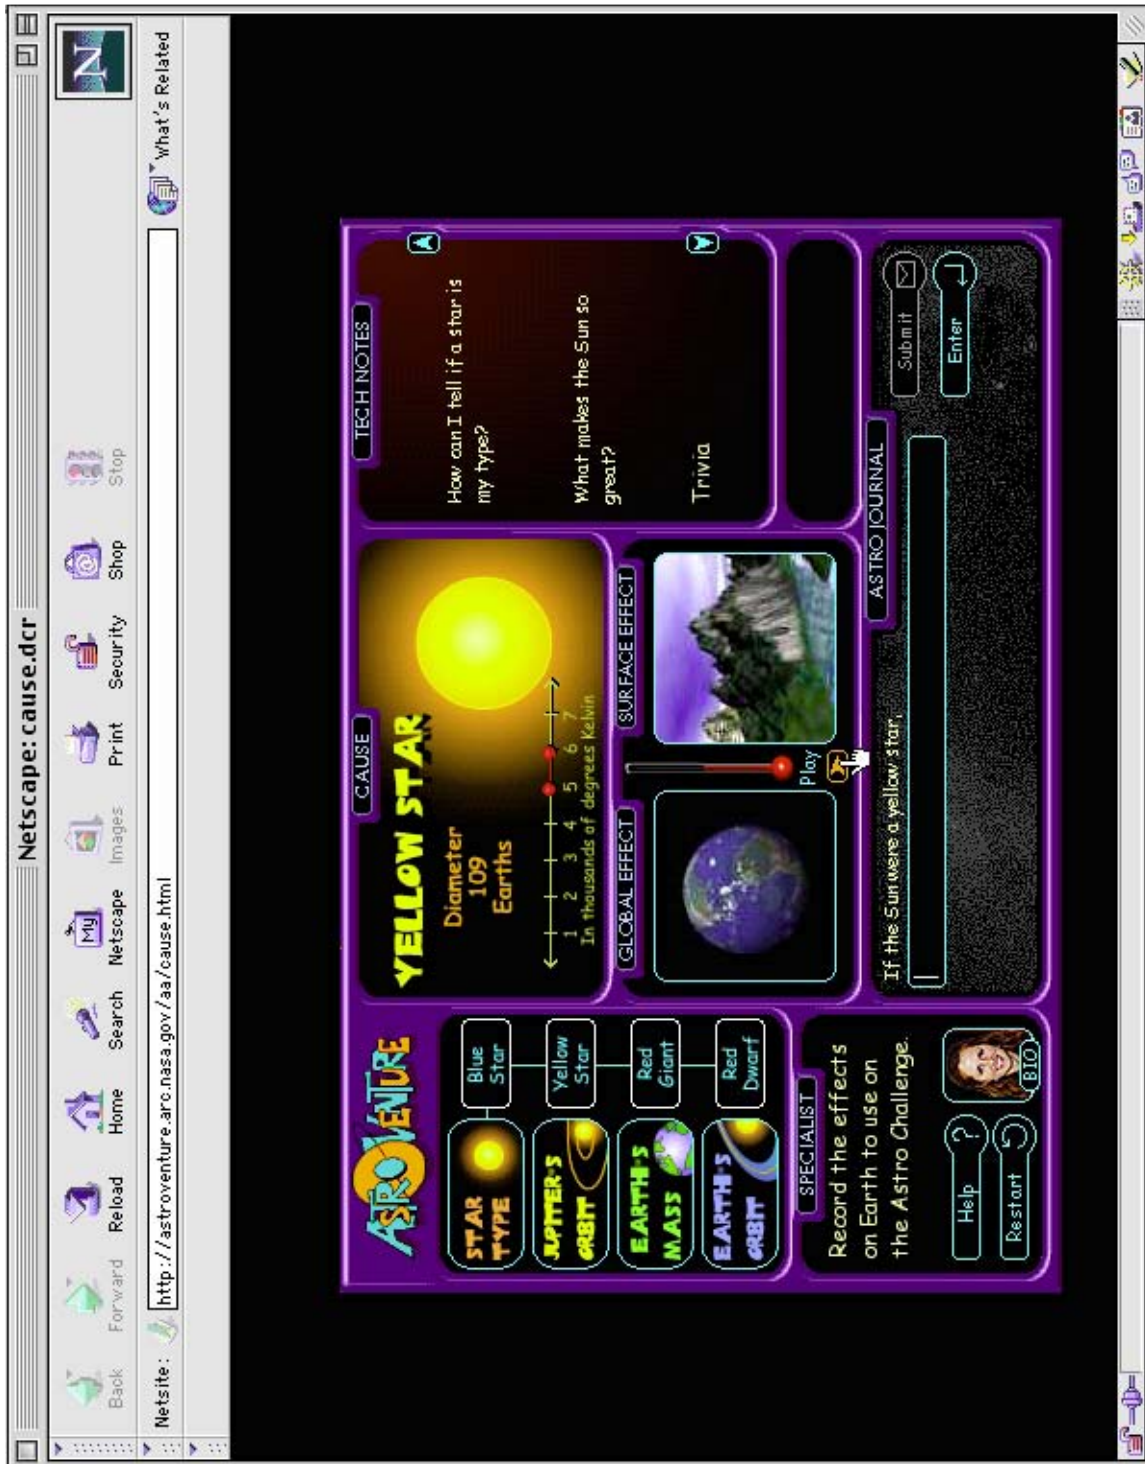 Netscape: cause.dcr
Back Forward Reload Home Search Netscape Images Print Security Shop Stop
My
N
Netsite: http://astroventure.arc.nasa.gov/aa/cause.html What's Related
ASTROVENTURE
STAR
TYPE
JUPITER'S
ORBIT
EARTH'S
MASS
EARTH'S
ORBIT
Blue
Star
Yellow
Star
Red
Giant
Red
Dwarf
CAUSE
YELLOW STAR
Diameter
109
Earths
1 2 3 4 5 6 7
In thousands of degrees Kelvin
TECH NOTES
How can I tell if a star is
my type?
What makes the Sun so
great?
Trivia
GLOBAL EFFECT
SURFACE EFFECT
Play
SPECIALIST
Record the effects
on Earth to use on
the Astro Challenge.
Help ?
Restart
BIO
ASTRO JOURNAL
If the Sun were a yellow star,
Submit
Enter